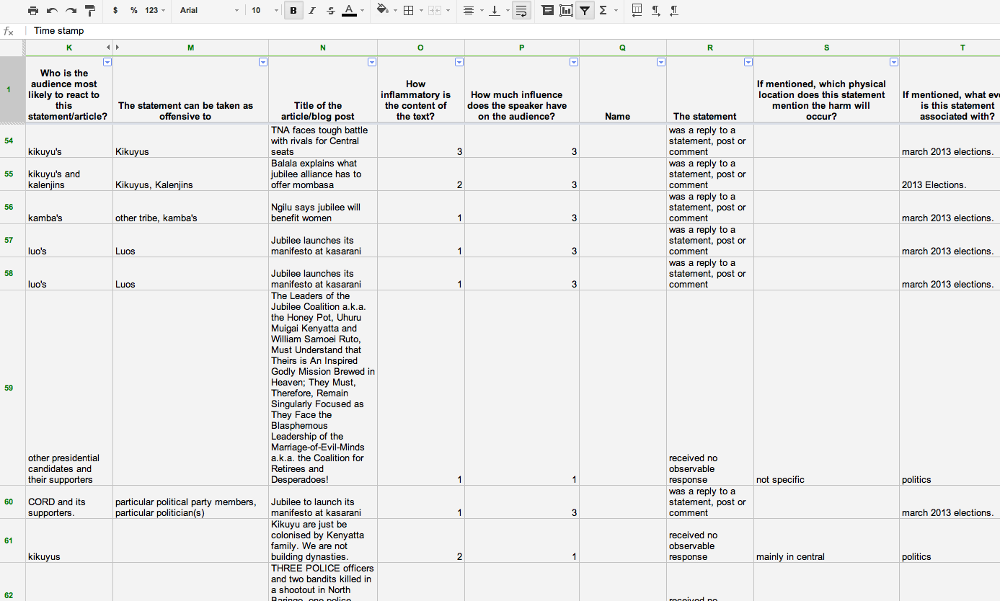 $ % 123 Arial 10 B I S A Σ
fx Time stamp
K M N O P Q R S T
1
Who is the
audience most
likely to react to
this
statement/article?
The statement can be taken as
offensive to
Title of the
article/blog post
How
inflammatory is
the content of
the text?
How much influence
does the speaker have
on the audience?
Name
The statement
If mentioned, which physical
location does this statement
mention the harm will
occur?
If mentioned, what eve
is this statement
associated with?
54
kikuyu's
Kikuyus
TNA faces tough battle
with rivals for Central
seats
3
3
was a reply to a
statement, post or
comment
march 2013 elections.
55
kikuyu's and
kalenjins
Kikuyus, Kalenjins
Balala explains what
jubilee alliance has to
offer mombasa
2
3
was a reply to a
statement, post or
comment
2013 Elections.
56
kamba's
other tribe, kamba's
Ngilu says jubilee will
benefit women
1
3
was a reply to a
statement, post or
comment
march 2013 elections.
57
luo's
Luos
Jubilee launches its
manifesto at kasarani
1
3
was a reply to a
statement, post or
comment
march 2013 elections.
58
luo's
Luos
Jubilee launches its
manifesto at kasarani
1
3
was a reply to a
statement, post or
comment
march 2013 elections.
59
other presidential
candidates and
their supporters
The Leaders of the
Jubilee Coalition a.k.a.
the Honey Pot, Uhuru
Muigai Kenyatta and
William Samoei Ruto,
Must Understand that
Theirs is An Inspired
Godly Mission Brewed in
Heaven; They Must,
Therefore, Remain
Singularly Focused as
They Face the
Blasphemous
Leadership of the
Marriage-of-Evil-Minds
a.k.a. the Coalition for
Retirees and
Desperadoes!
1
1
received no
observable
response
not specific
politics
60
CORD and its
supporters.
particular political party members,
particular politician(s)
Jubilee to launch its
manifesto at kasarani
1
3
was a reply to a
statement, post or
comment
march 2013 elections.
61
kikuyus
Kikuyu are just be
colonised by Kenyatta
family. We are not
building dynasties.
2
1
received no
observable
response
mainly in central
politics
62
THREE POLICE officers
and two bandits killed in
a shootout in North
Baringo, one police
received no